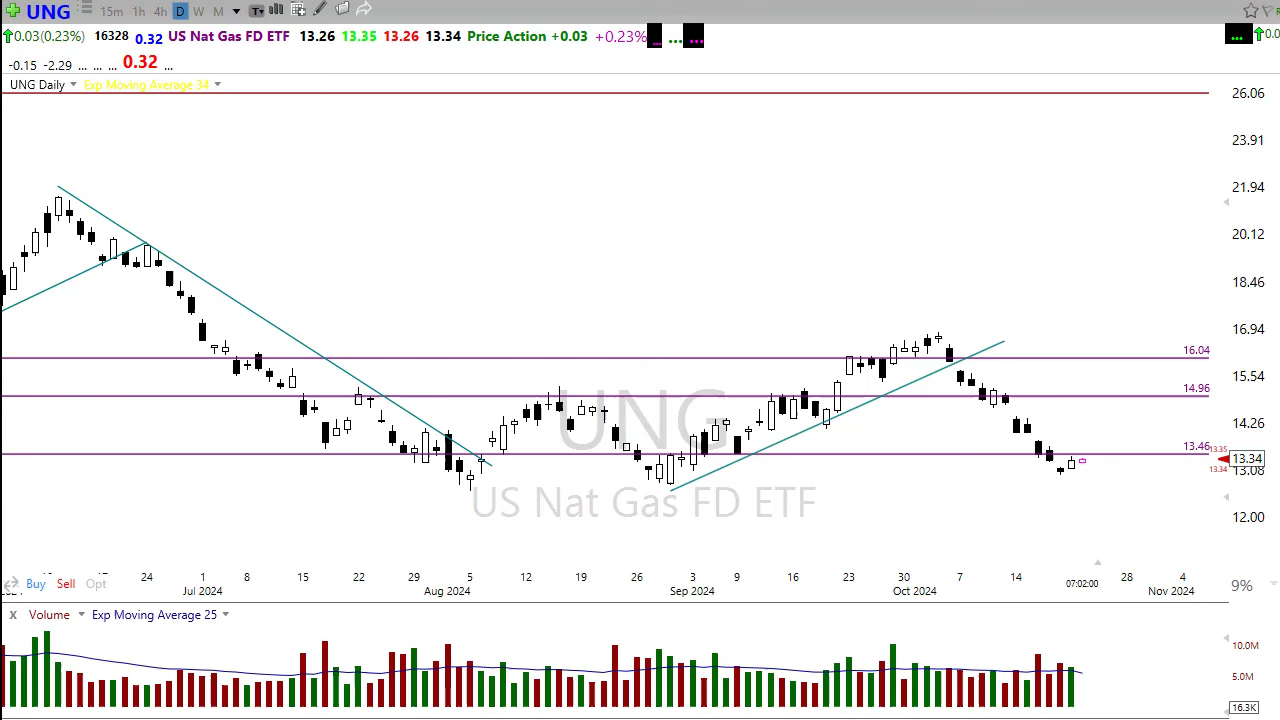 UNG 15m 1h 4h D W M T
0.03(0.23%) 16328 0.32 US Nat Gas FD ETF 13.26 13.35 13.26 13.34 Price Action +0.03 +0.23% ... ... ... ... 0.0
-0.15 -2.29 ... ... ... 0.32 ...
UNG Daily Exp Moving Average 34
26.06
23.91
21.94
20.12
18.46
16.94
16.04
15.54
14.96
14.26
13.46
13.35
13.34
13.34
13.08
12.00
UNG
US Nat Gas FD ETF
24 1 8 15 22 29 5 12 19 26 3 9 16 23 30 7 14 07:02:00 28 4
Buy Sell Opt
Jul 2024 Aug 2024 Sep 2024 Oct 2024 Nov 2024
9%
X Volume Exp Moving Average 25
10.0M
5.0M
16.3K